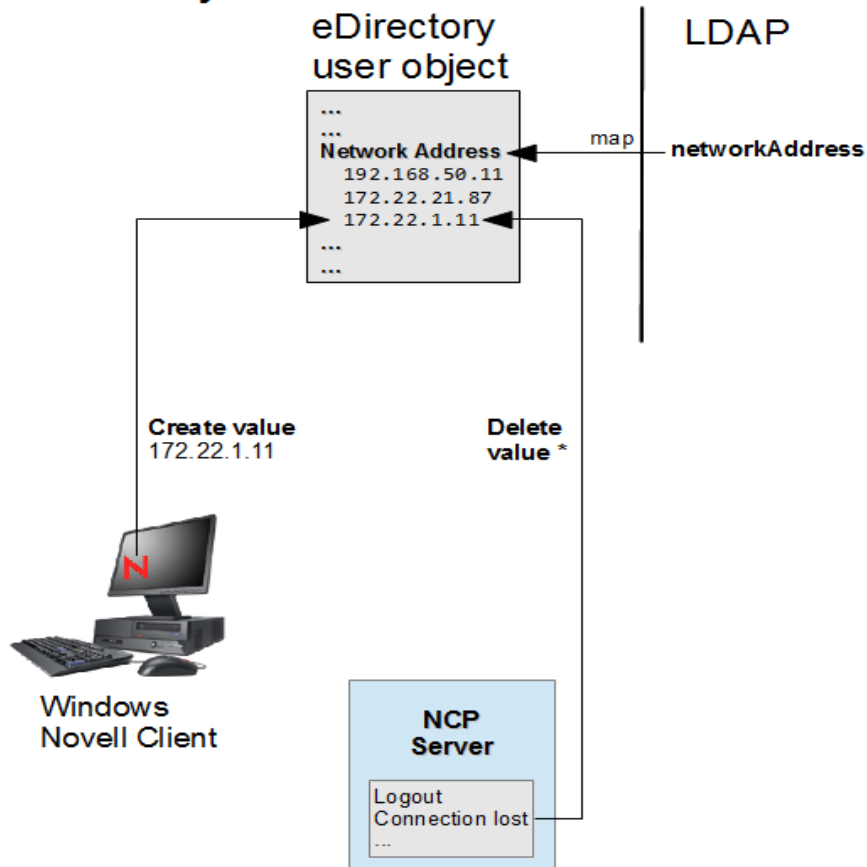 eDirectory
user object
LDAP
...
...
Network Address
192.168.50.11
172.22.21.87
172.22.1.11
...
...
map
networkAddress
Create value
172.22.1.11
Delete
value *
N
Windows
Novell Client
NCP
Server
Logout
Connection lost
...